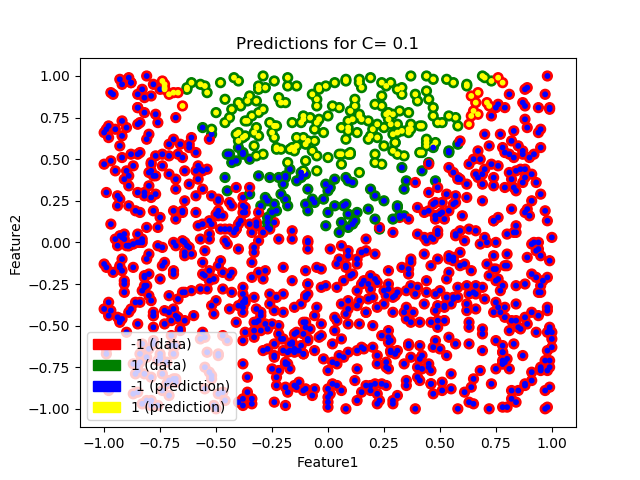 Predictions for C= 0.1
Feature2
1.00
0.75
0.50
0.25
0.00
−0.25
−0.50
−0.75
−1.00
-1 (data)
1 (data)
-1 (prediction)
1 (prediction)
−1.00 −0.75 −0.50 −0.25 0.00 0.25 0.50 0.75 1.00
Feature1